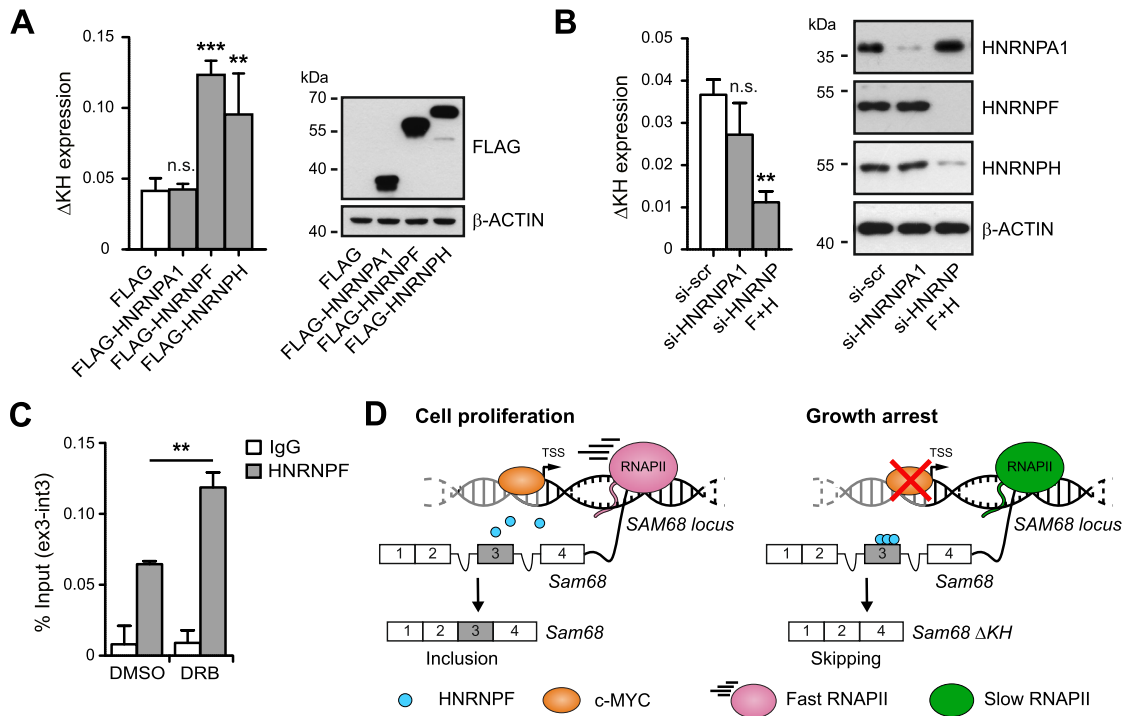 A
ΔKH expression
0.15
0.10
0.05
0
n.s.
***
**
FLAG
FLAG-HNRNPA1
FLAG-HNRNPF
FLAG-HNRNPH
kDa
70
55
40
40
FLAG
β-ACTIN
FLAG
FLAG-HNRNPA1
FLAG-HNRNPF
FLAG-HNRNPH
B
ΔKH expression
0.05
0.04
0.03
0.02
0.01
0
n.s.
**
si-scr
si-HNRNPA1
si-HNRNP
F+H
kDa
35
55
55
40
HNRNPA1
HNRNPF
HNRNPH
β-ACTIN
si-scr
si-HNRNPA1
si-HNRNP
F+H
C
% Input (ex3-int3)
0.15
0.10
0.05
0
**
IgG
HNRNPF
DMSO
DRB
D
Cell proliferation
TSS
RNAPII
SAM68 locus
1 2 3 4
Sam68
1 2 3 4
Sam68
Inclusion
Growth arrest
TSS
RNAPII
SAM68 locus
1 2 3 4
Sam68
1 2 4
Sam68 ΔKH
Skipping
HNRNPF
c-MYC
Fast RNAPII
Slow RNAPII